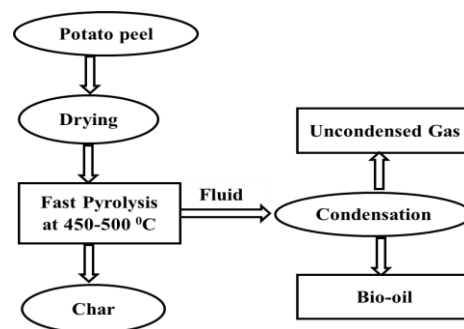 Potato peel
Drying
Fast Pyrolysis
at 450-500 ⁰C
Char
Fluid
Uncondensed Gas
Condensation
Bio-oil